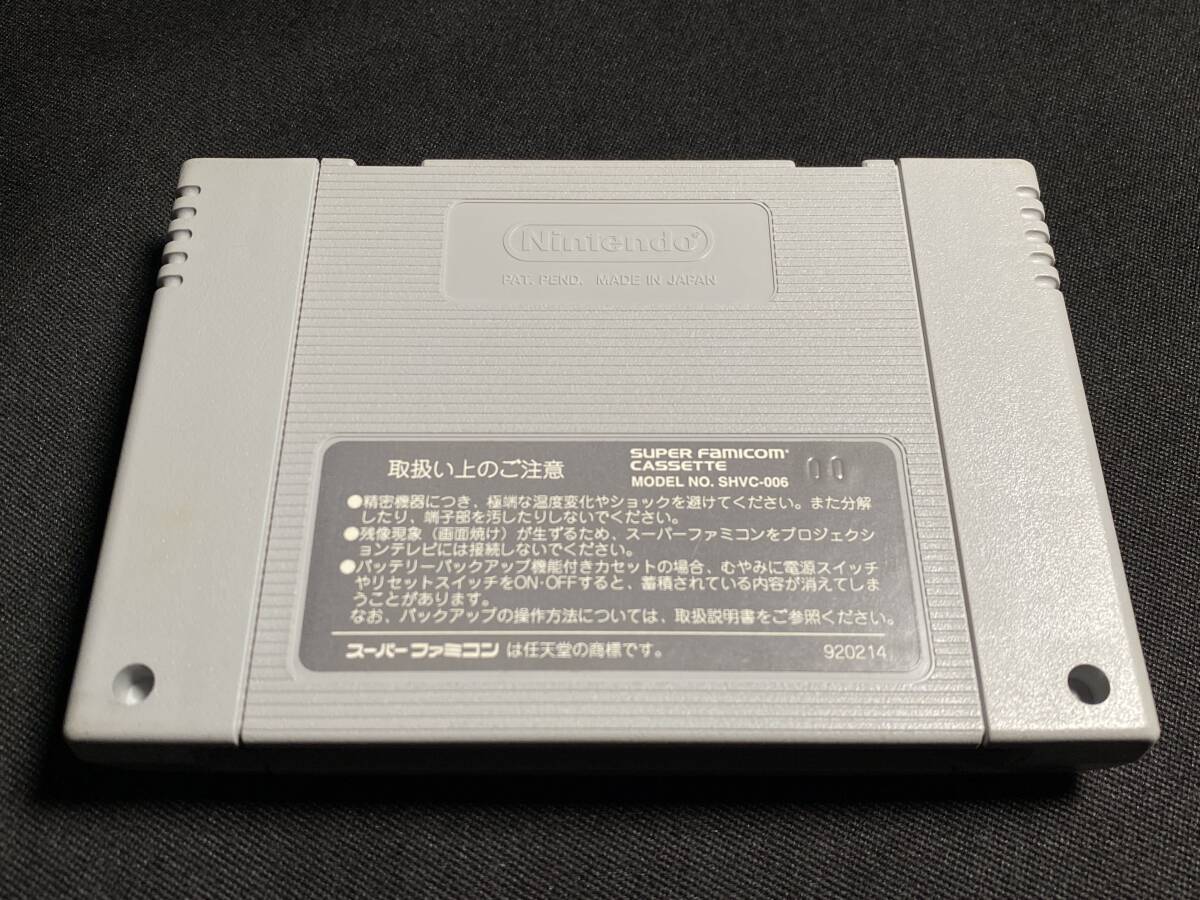 Nintendo®
PAT. PEND. MADE IN JAPAN
取扱い上のご注意
SUPER FAMICOM®
CASSETTE
MODEL NO. SHVC-006
00
●精密機器につき、極端な温度変化やショックを避けてください。また分解
したり、端子部を汚したりしないでください。
●残像現象（画面焼け）が生ずるため、スーパーファミコンをプロジェクシ
ョンテレビには接続しないでください。
●バッテリーバックアップ機能付きカセットの場合、むやみに電源スイッチ
やリセットスイッチをON·OFFすると、蓄積されている内容が消えてしま
うことがあります。
なお、バックアップの操作方法については、取扱説明書をご参照ください。
スーパーファミコンは任天堂の商標です。
920214